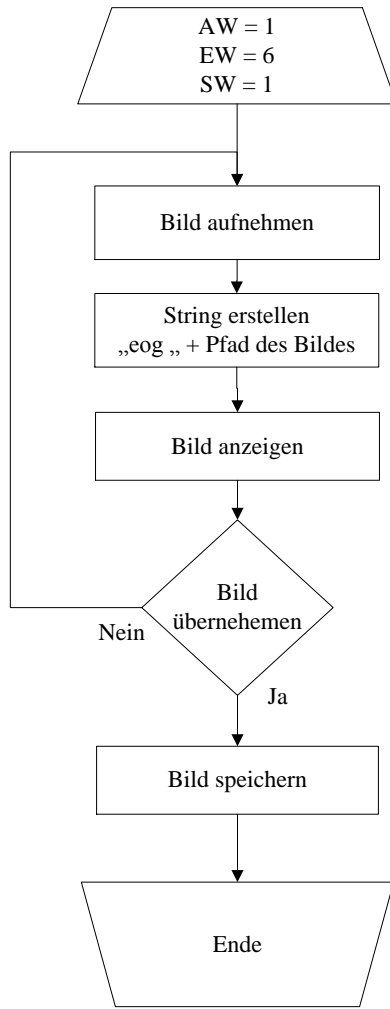 AW = 1
EW = 6
SW = 1
Bild aufnehmen
String erstellen
„eog „ + Pfad des Bildes
Bild anzeigen
Bild
übernehemen
Nein
Ja
Bild speichern
Ende